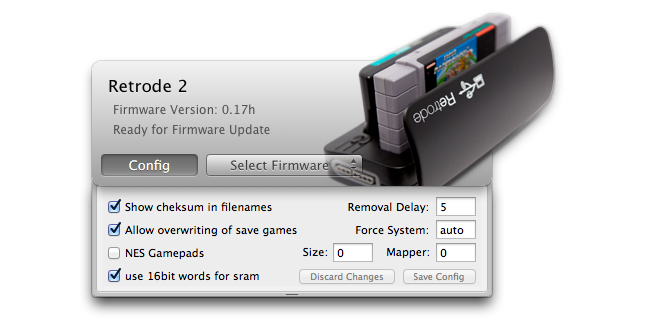 Retrode 2
Firmware Version: 0.17h
Ready for Firmware Update
Config
Select Firmware
Retrode
Show cheksum in filenames
Removal Delay: 5
Allow overwriting of save games
Force System: auto
NES Gamepads
Size: 0
Mapper: 0
use 16bit words for sram
Discard Changes
Save Config